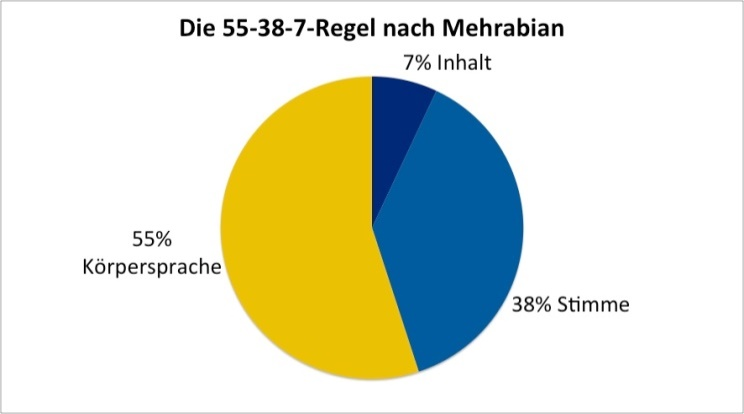 Die 55-38-7-Regel nach Mehrabian
7% Inhalt
55%
Körpersprache
38% Stimme